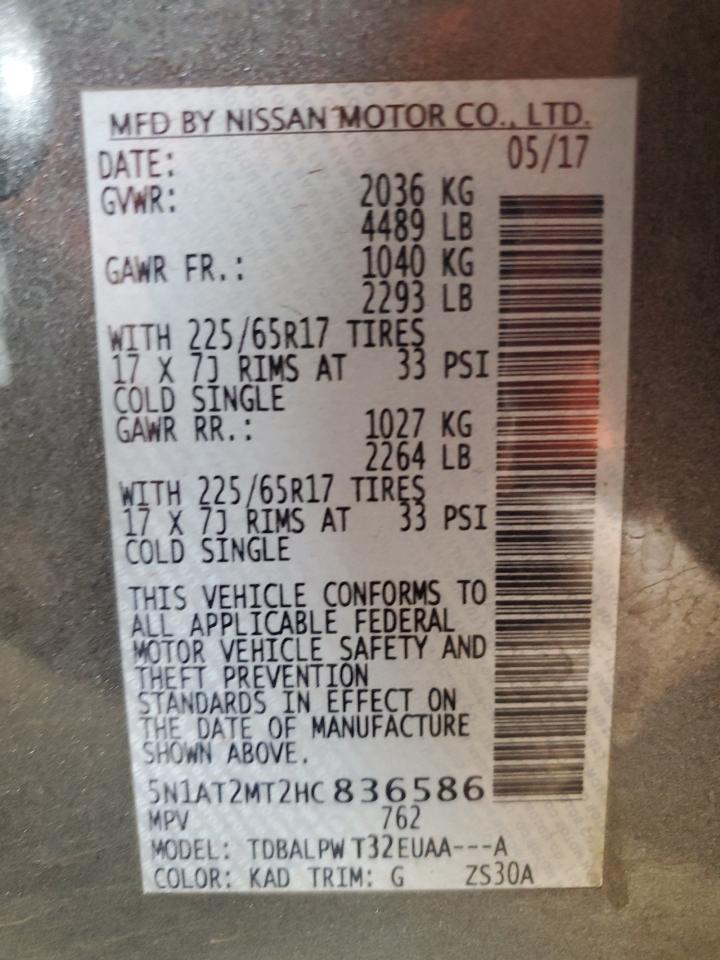 MFD BY NISSAN MOTOR CO., LTD.
DATE: 05/17
GVWR: 2036 KG
4489 LB
GAWR FR.: 1040 KG
2293 LB
WITH 225/65R17 TIRES
17 X 7J RIMS AT 33 PSI
COLD SINGLE
GAWR RR.: 1027 KG
2264 LB
WITH 225/65R17 TIRES
17 X 7J RIMS AT 33 PSI
COLD SINGLE
THIS VEHICLE CONFORMS TO
ALL APPLICABLE FEDERAL
MOTOR VEHICLE SAFETY AND
THEFT PREVENTION
STANDARDS IN EFFECT ON
THE DATE OF MANUFACTURE
SHOWN ABOVE.
5N1AT2MT2HC836586
MPV 762
MODEL: TDBALPW T32EUAA---A
COLOR: KAD TRIM: G ZS30A